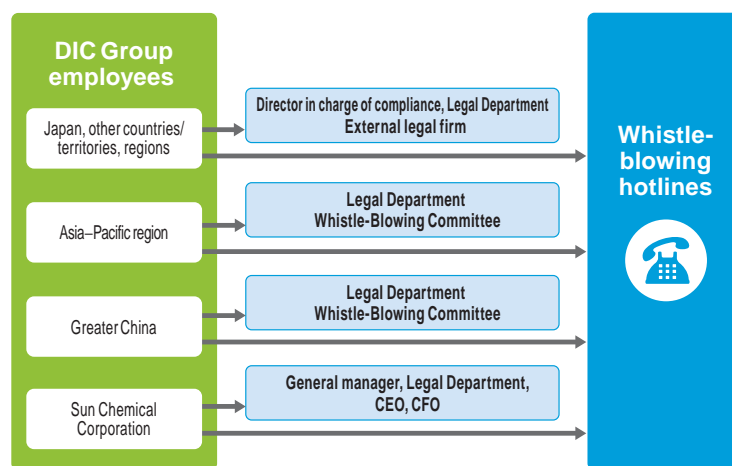 DIC Group
employees
Japan, other countries/
territories, regions
Director in charge of compliance, Legal Department
External legal firm
Asia–Pacific region
Legal Department
Whistle-Blowing Committee
Greater China
Legal Department
Whistle-Blowing Committee
Sun Chemical
Corporation
General manager, Legal Department,
CEO, CFO
Whistle-
blowing
hotlines